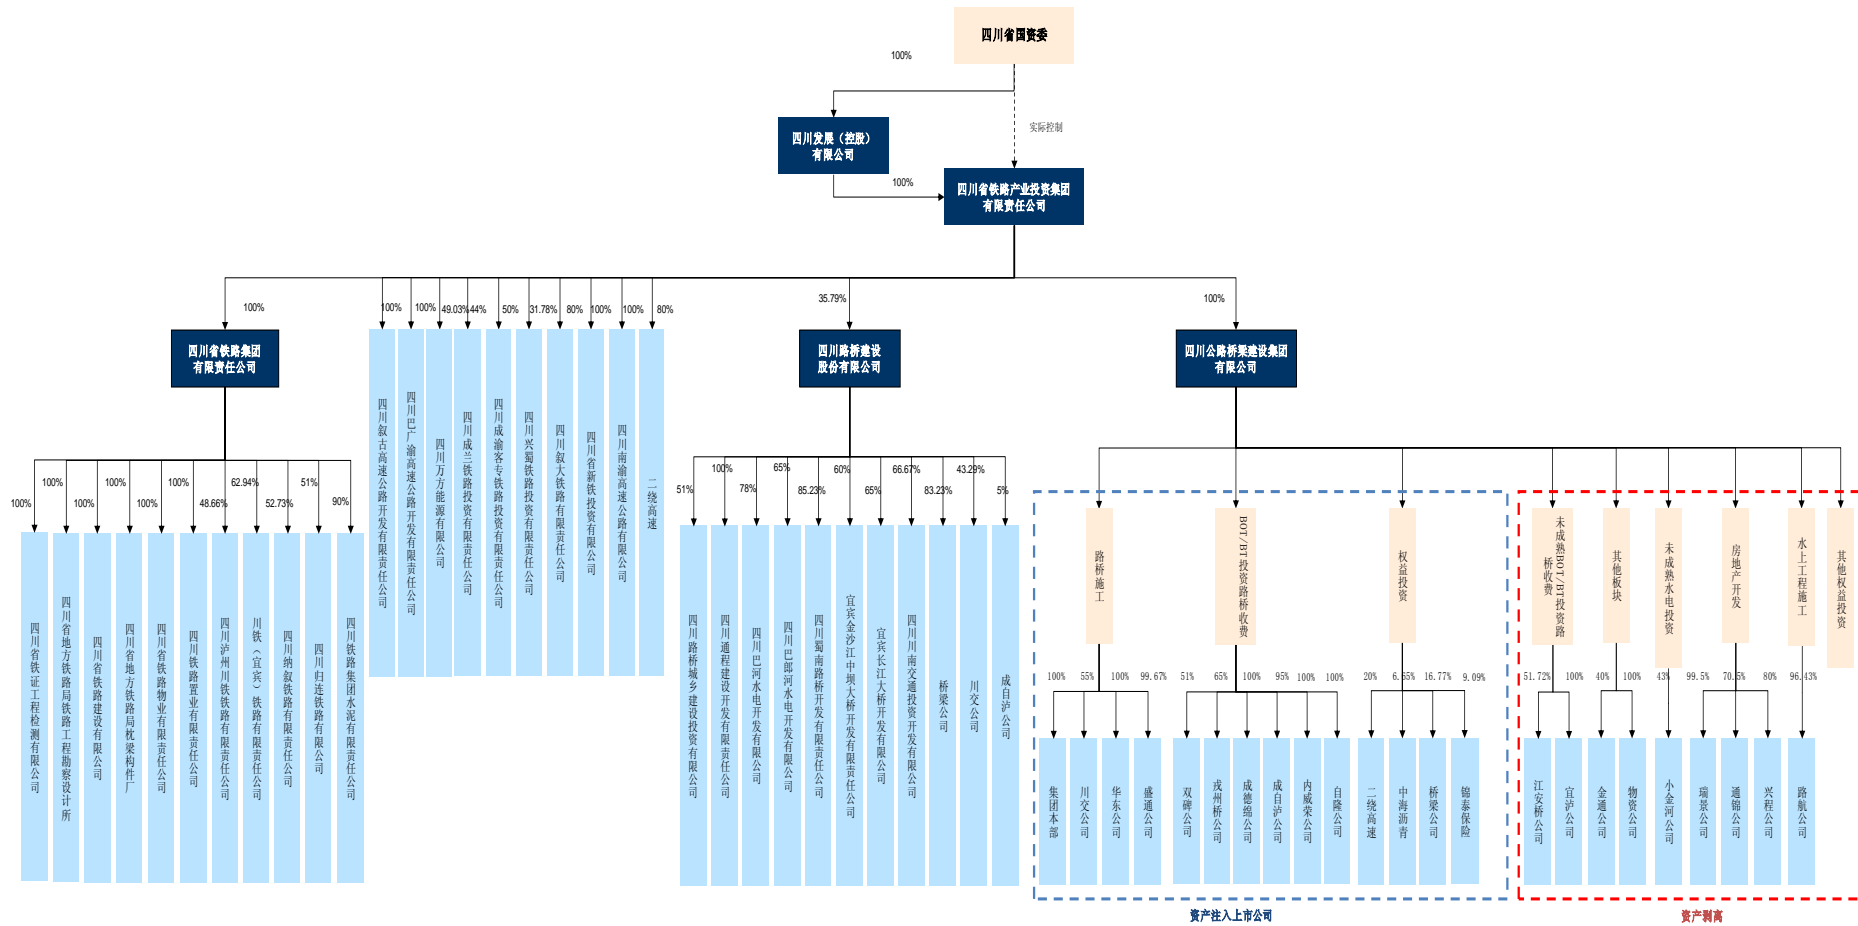 四川省国资委
100%
四川发展（控股）
有限公司
实际控制
100%
四川省铁路产业投资集团
有限责任公司
100%
100%
100%
49.03%
44%
50%
31.78%
80%
100%
100%
80%
35.79%
100%
四川省铁路集团
有限责任公司
四川叙古高速公路开发有限责任公司
四川巴广渝高速公路开发有限责任公司
四川万方能源有限公司
四川成兰铁路投资有限责任公司
四川成渝客专铁路投资有限责任公司
四川兴蜀铁路投资有限责任公司
四川叙大铁路有限责任公司
四川省新铁投资有限公司
四川南渝高速公路有限公司
二绕高速
四川路桥建设
股份有限公司
四川公路桥梁建设集团
有限公司
100%
100%
100%
100%
100%
100%
48.66%
62.94%
52.73%
51%
90%
四川省铁证工程检测有限公司
四川省地方铁路局铁路工程勘察设计所
四川省铁路建设有限公司
四川省地方铁路局枕梁构件厂
四川省铁路物业有限责任公司
四川铁路置业有限责任公司
四川泸州川铁铁路有限责任公司
川铁（宜宾）铁路有限责任公司
四川纳叙铁路有限责任公司
四川归连铁路有限公司
四川铁路集团水泥有限责任公司
51%
100%
78%
65%
85.23%
60%
65%
66.67%
83.23%
43.29%
5%
四川路桥城乡建设投资有限公司
四川通程建设开发有限责任公司
四川巴河水电开发有限公司
四川巴郎河水电开发有限公司
四川蜀南路桥开发有限责任公司
宜宾金沙江中坝大桥开发有限责任公司
宜宾长江大桥开发有限公司
四川川南交通投资开发有限公司
桥梁公司
川交公司
成自泸公司
路桥施工
BOT/BT投资路桥收费
权益投资
未成熟BOT/BT投资路
桥收费
其他板块
未成熟水电投资
房地产开发
水上工程施工
其他权益投资
100%
55%
100%
99.67%
51%
65%
100%
95%
100%
100%
20%
6.65%
16.77%
9.09%
51.72%
100%
40%
100%
43%
99.5%
70.5%
80%
96.43%
集团本部
川交公司
华东公司
盛通公司
双碑公司
戎州桥公司
成德绵公司
成自泸公司
内威荣公司
自隆公司
二绕高速
中海沥青
桥梁公司
锦泰保险
江安桥公司
宜泸公司
金通公司
物资公司
小金河公司
瑞景公司
通锦公司
兴程公司
路航公司
资产注入上市公司
资产剥离